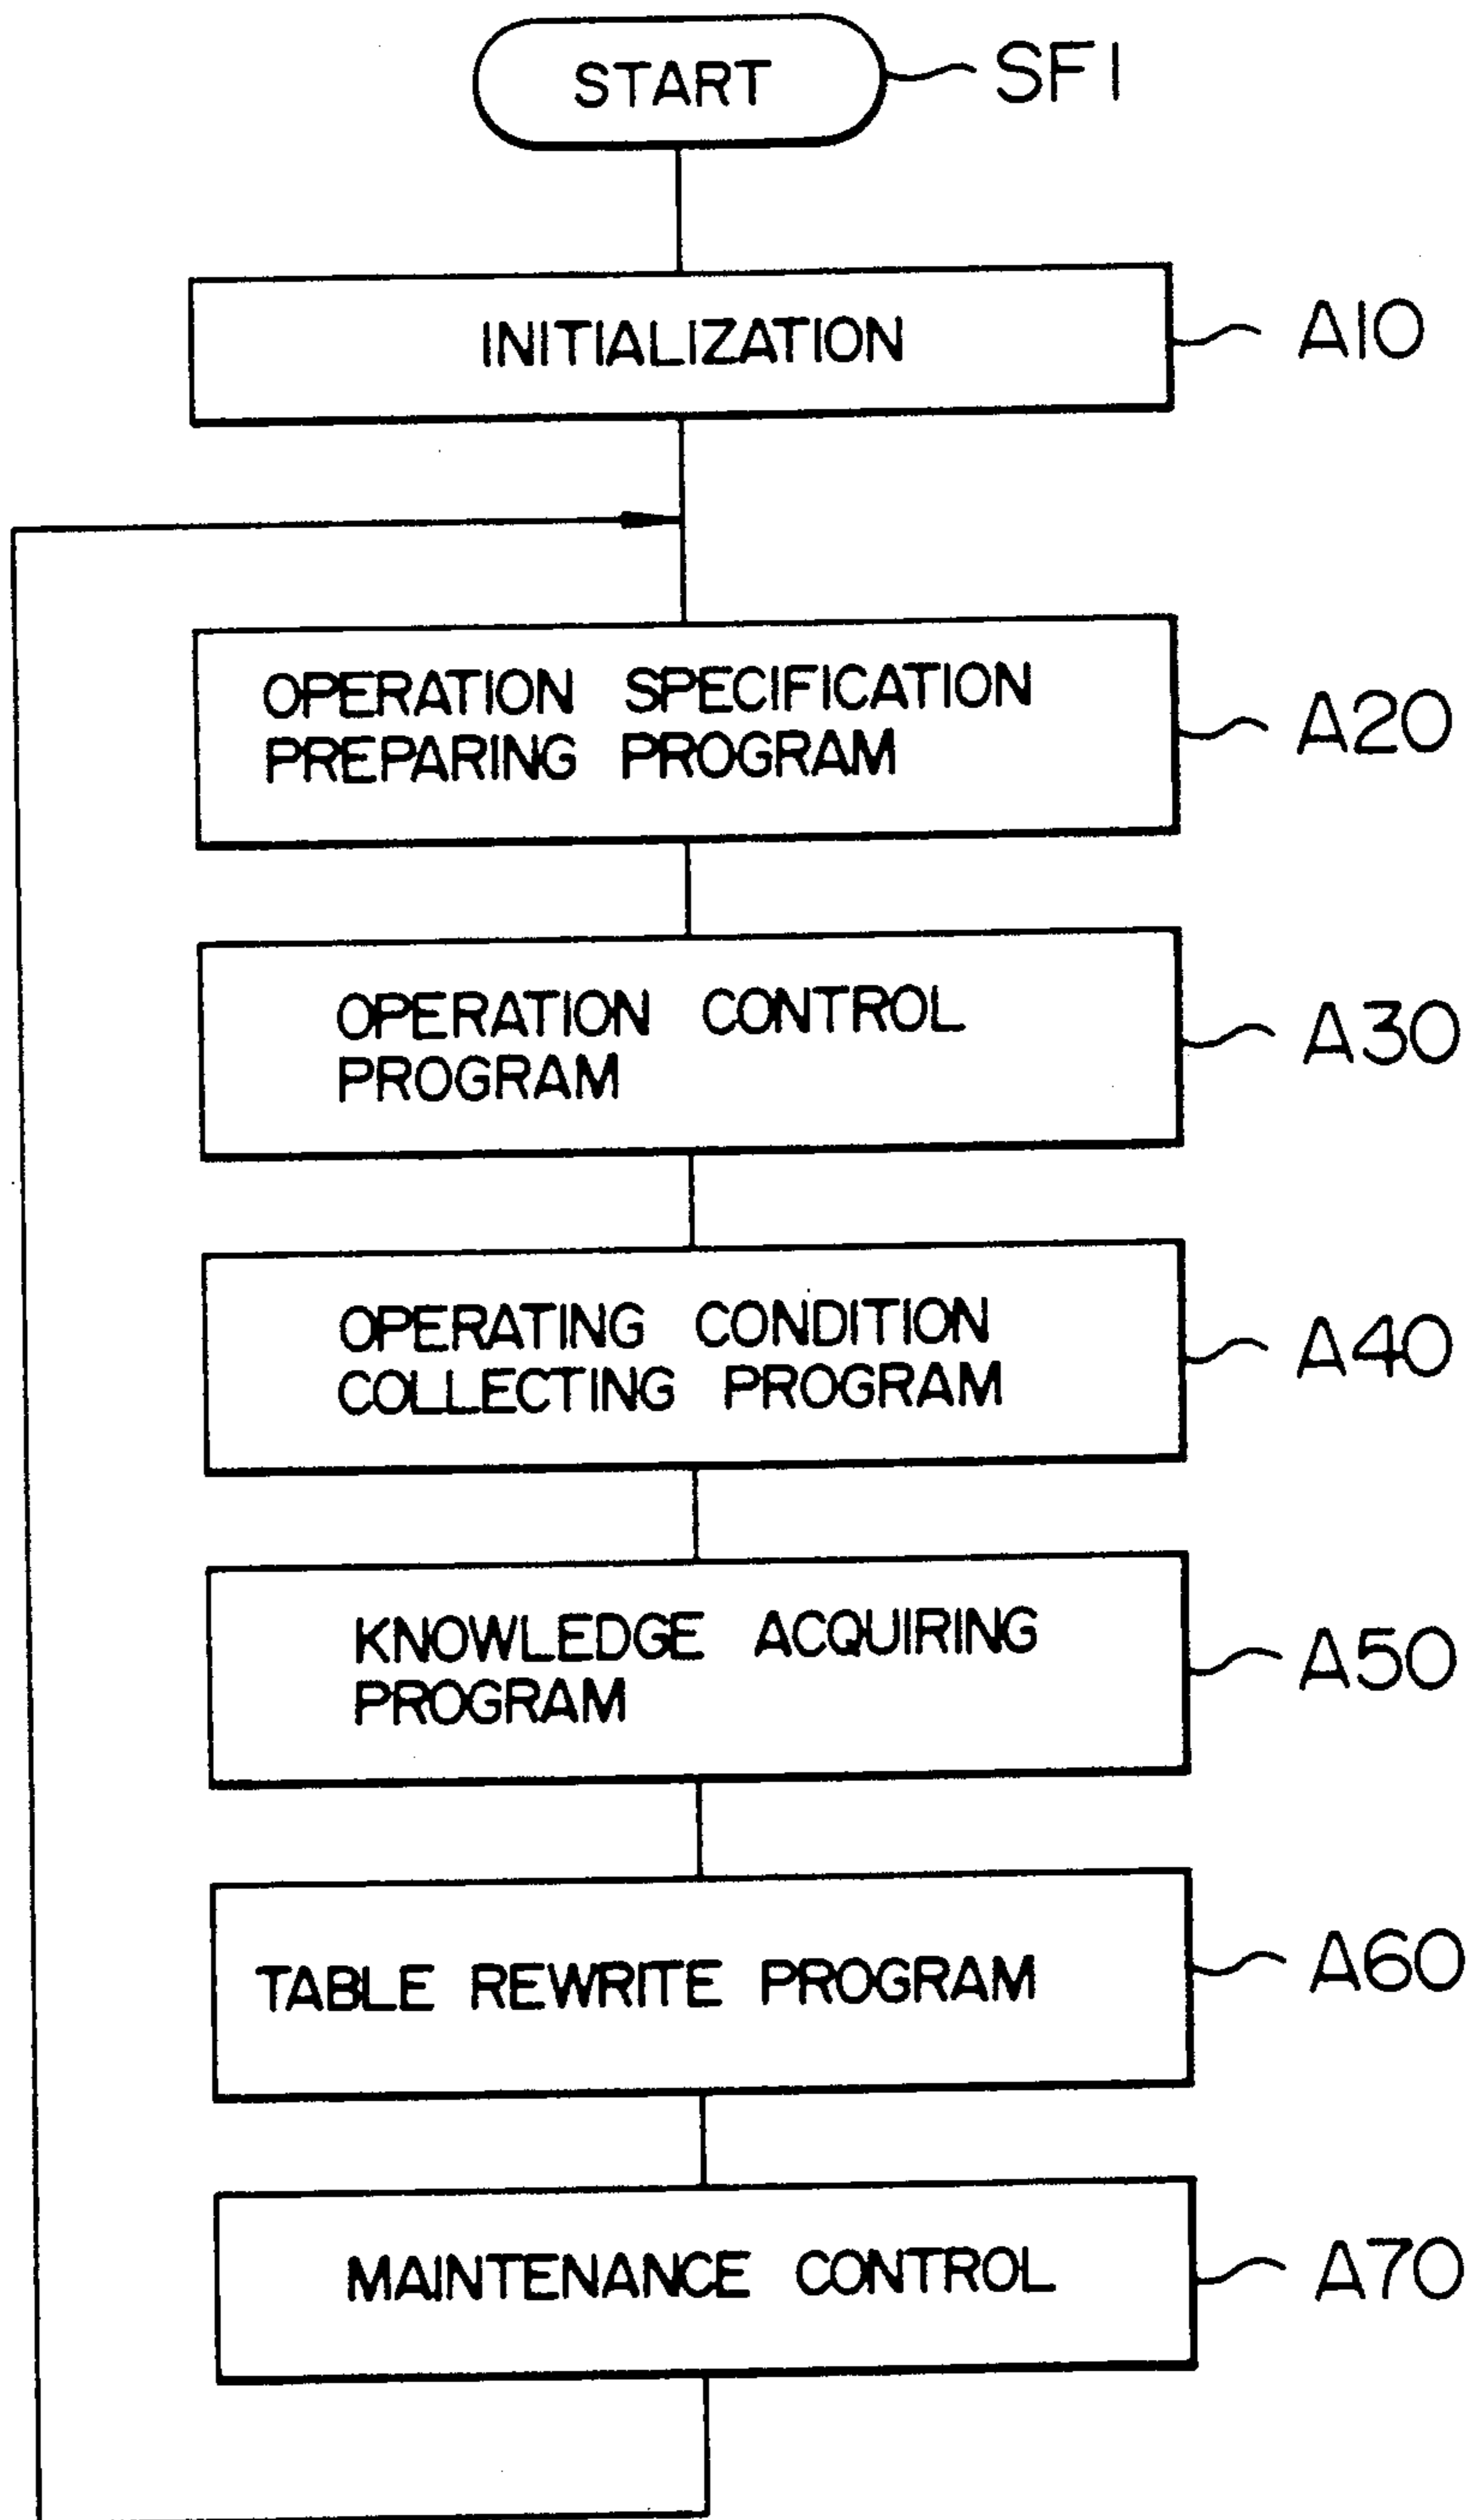 START
SF1
INITIALIZATION
A10
OPERATION SPECIFICATION
PREPARING PROGRAM
A20
OPERATION CONTROL
PROGRAM
A30
OPERATING CONDITION
COLLECTING PROGRAM
A40
KNOWLEDGE ACQUIRING
PROGRAM
A50
TABLE REWRITE PROGRAM
A60
MAINTENANCE CONTROL
A70